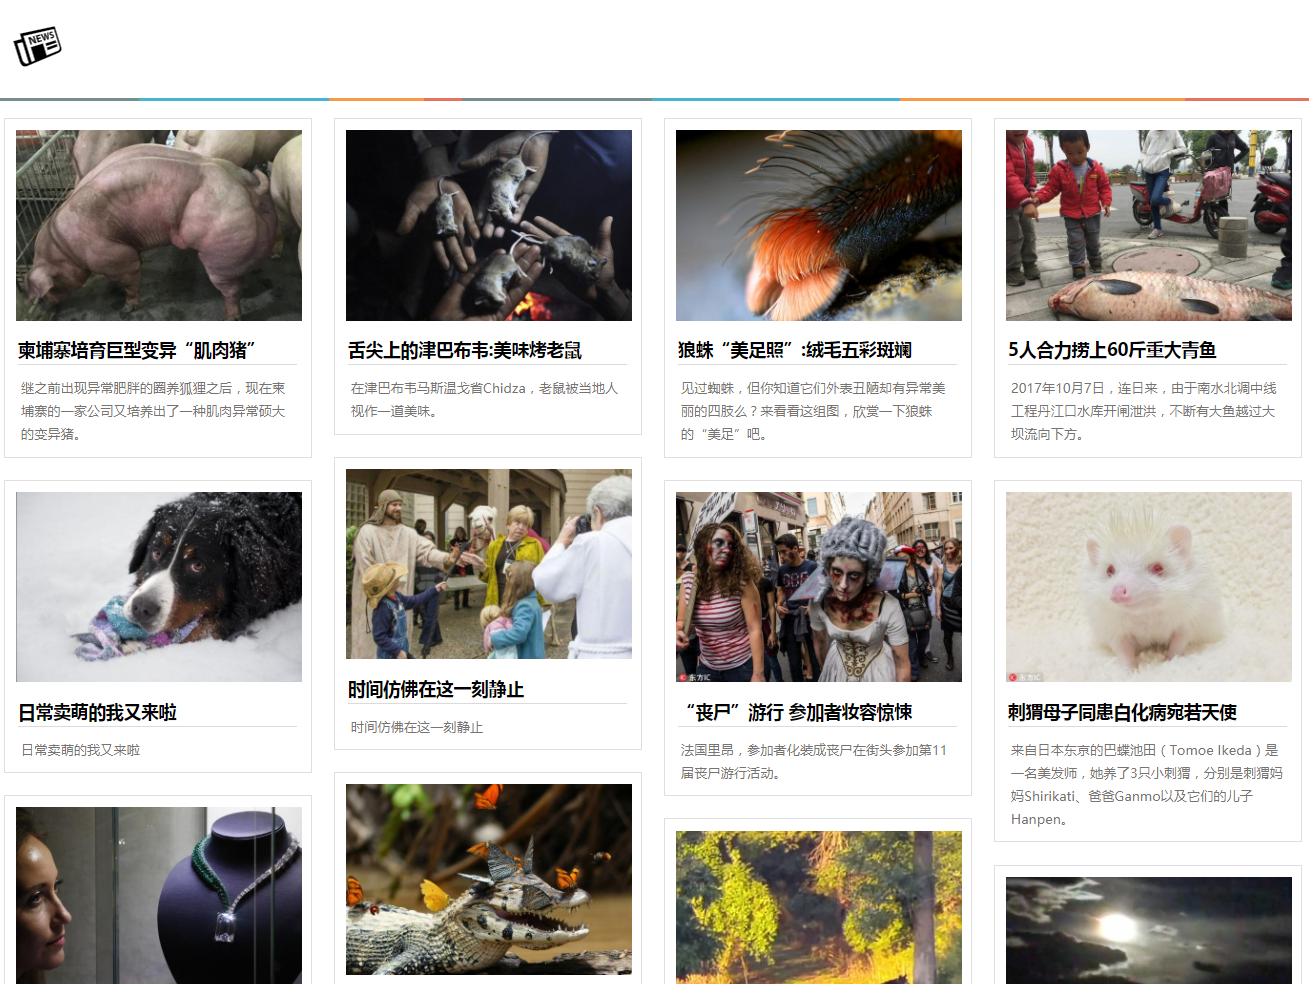 NEWS
柬埔寨培育巨型变异“肌肉猪”
继之前出现异常肥胖的圈养狐狸之后，现在柬
埔寨的一家公司又培养出了一种肌肉异常硕大
的变异猪。
舌尖上的津巴布韦:美味烤老鼠
在津巴布韦马斯温戈省Chidza，老鼠被当地人
视作一道美味。
狼蛛“美足照”:绒毛五彩斑斓
见过蜘蛛，但你知道它们外表丑陋却有异常美
丽的四肢么？来看看这组图，欣赏一下狼蛛
的“美足”吧。
5人合力捞上60斤重大青鱼
2017年10月7日，连日来，由于南水北调中线
工程丹江口水库开闸泄洪，不断有大鱼越过大
坝流向下方。
日常卖萌的我又来啦
日常卖萌的我又来啦
时间仿佛在这一刻静止
时间仿佛在这一刻静止
东方IC
“丧尸”游行 参加者妆容惊悚
法国里昂，参加者化装成丧尸在街头参加第11
届丧尸游行活动。
东方IC
刺猬母子同患白化病宛若天使
来自日本东京的巴蝶池田（Tomoe Ikeda）是
一名美发师，她养了3只小刺猬，分别是刺猬妈
妈Shirikati、爸爸Ganmo以及它们的儿子
Hanpen。